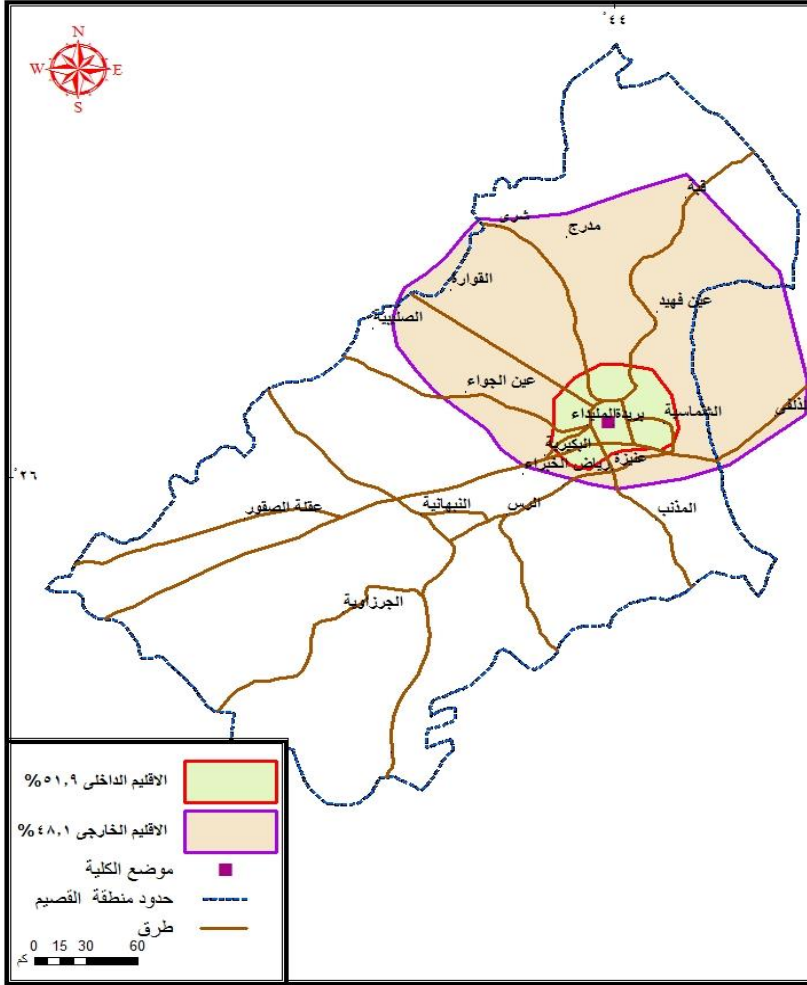 ٤٤°
N
W E
S
قبة
شرى
مدرج
القوارة
عين فهيد
الصلبية
عين الجواء
الزلفى
الشماسية
بريدة
المليداء
البكيرية
عنيزة
رياض الخبراء
٢٦°
المذنب
الرس
النبهانية
عقلة الصقور
الجرزاوية
الاقليم الداخلى ٥١,٩%
الاقليم الخارجى ٤٨,١%
موضع الكلية
حدود منطقة القصيم
طرق
0 15 30 60
كم